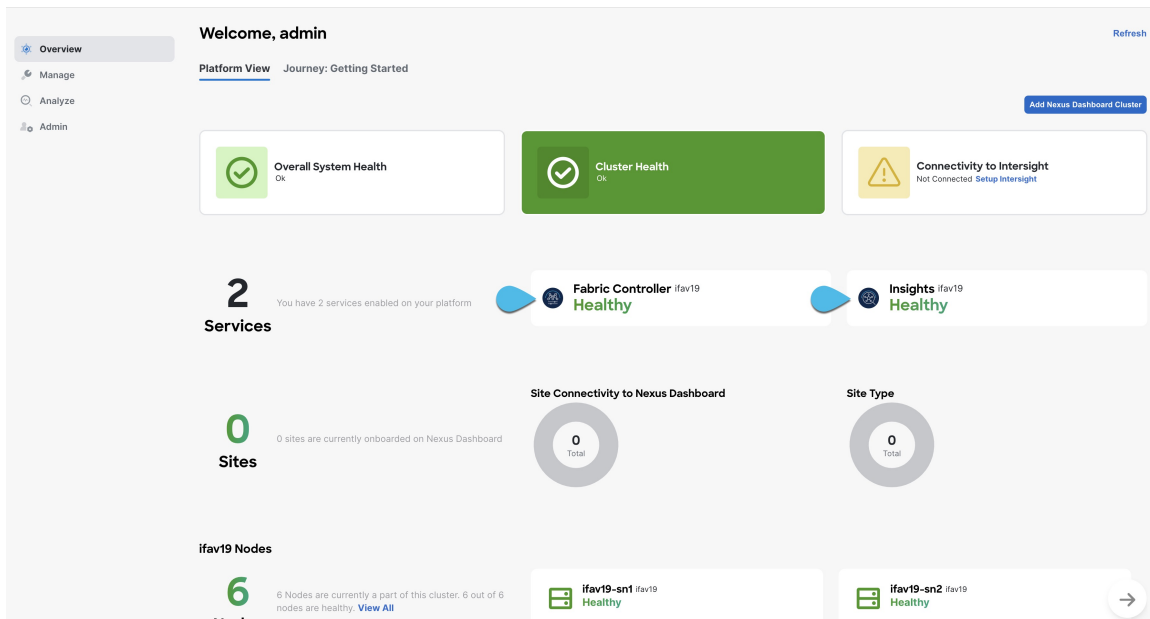 Welcome, admin
Refresh
Overview
Manage
Analyze
Admin
Platform View
Journey: Getting Started
Add Nexus Dashboard Cluster
Overall System Health
Ok
Cluster Health
Ok
Connectivity to Intersight
Not Connected Setup Intersight
2
Services
You have 2 services enabled on your platform
Fabric Controller ifav19
Healthy
Insights ifav19
Healthy
0
Sites
0 sites are currently onboarded on Nexus Dashboard
Site Connectivity to Nexus Dashboard
0
Total
Site Type
0
Total
ifav19 Nodes
6
6 Nodes are currently a part of this cluster. 6 out of 6
nodes are healthy. View All
ifav19-sn1 ifav19
Healthy
ifav19-sn2 ifav19
Healthy